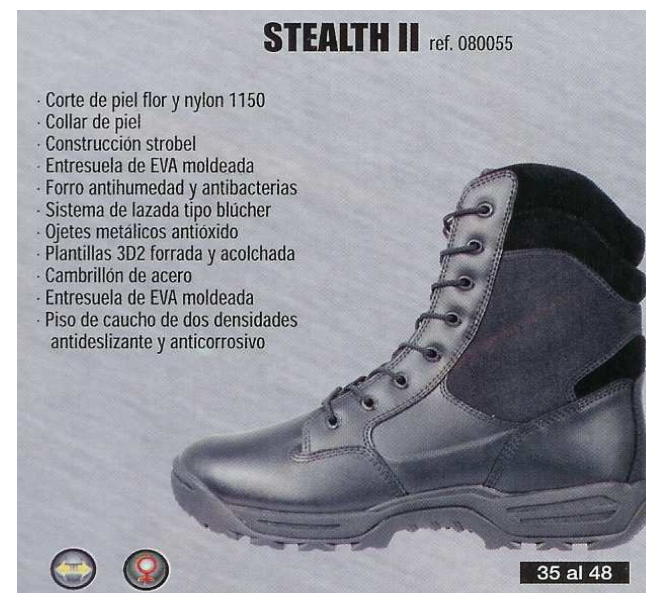 STEALTH II ref. 080055
· Corte de piel flor y nylon 1150
· Collar de piel
· Construcción strobel
· Entresuela de EVA moldeada
· Forro antihumedad y antibacterias
· Sistema de lazada tipo blúcher
· Ojetes metálicos antióxido
· Plantillas 3D2 forrada y acolchada
· Cambrillón de acero
· Entresuela de EVA moldeada
· Piso de caucho de dos densidades
antideslizante y anticorrosivo
35 al 48